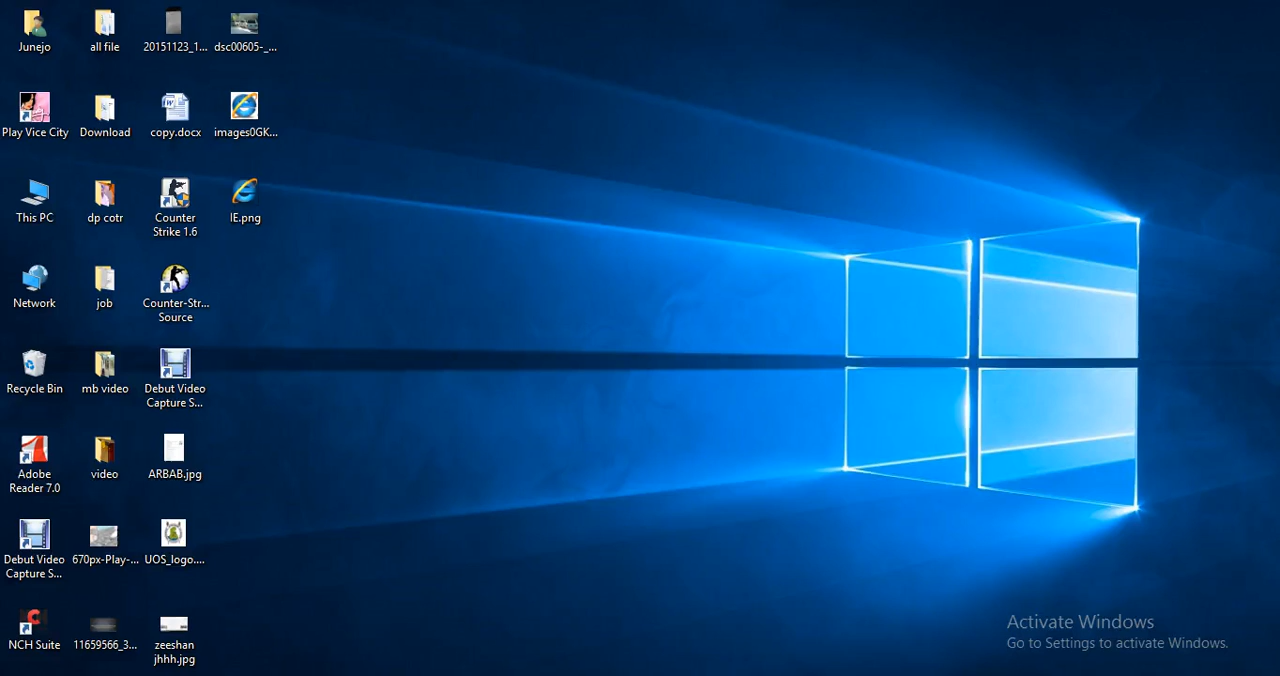 Junejo
all file
20151123_1...
dsc00605-_...
Play Vice City
Download
copy.docx
images0GK...
This PC
dp cotr
Counter
Strike 1.6
IE.png
Network
job
Counter-Str...
Source
Recycle Bin
mb video
Debut Video
Capture S...
Adobe
Reader 7.0
video
ARBAB.jpg
Debut Video
Capture S...
670px-Play-...
UOS_logo....
NCH Suite
11659566_3...
zeeshan
jhhh.jpg
Activate Windows
Go to Settings to activate Windows.